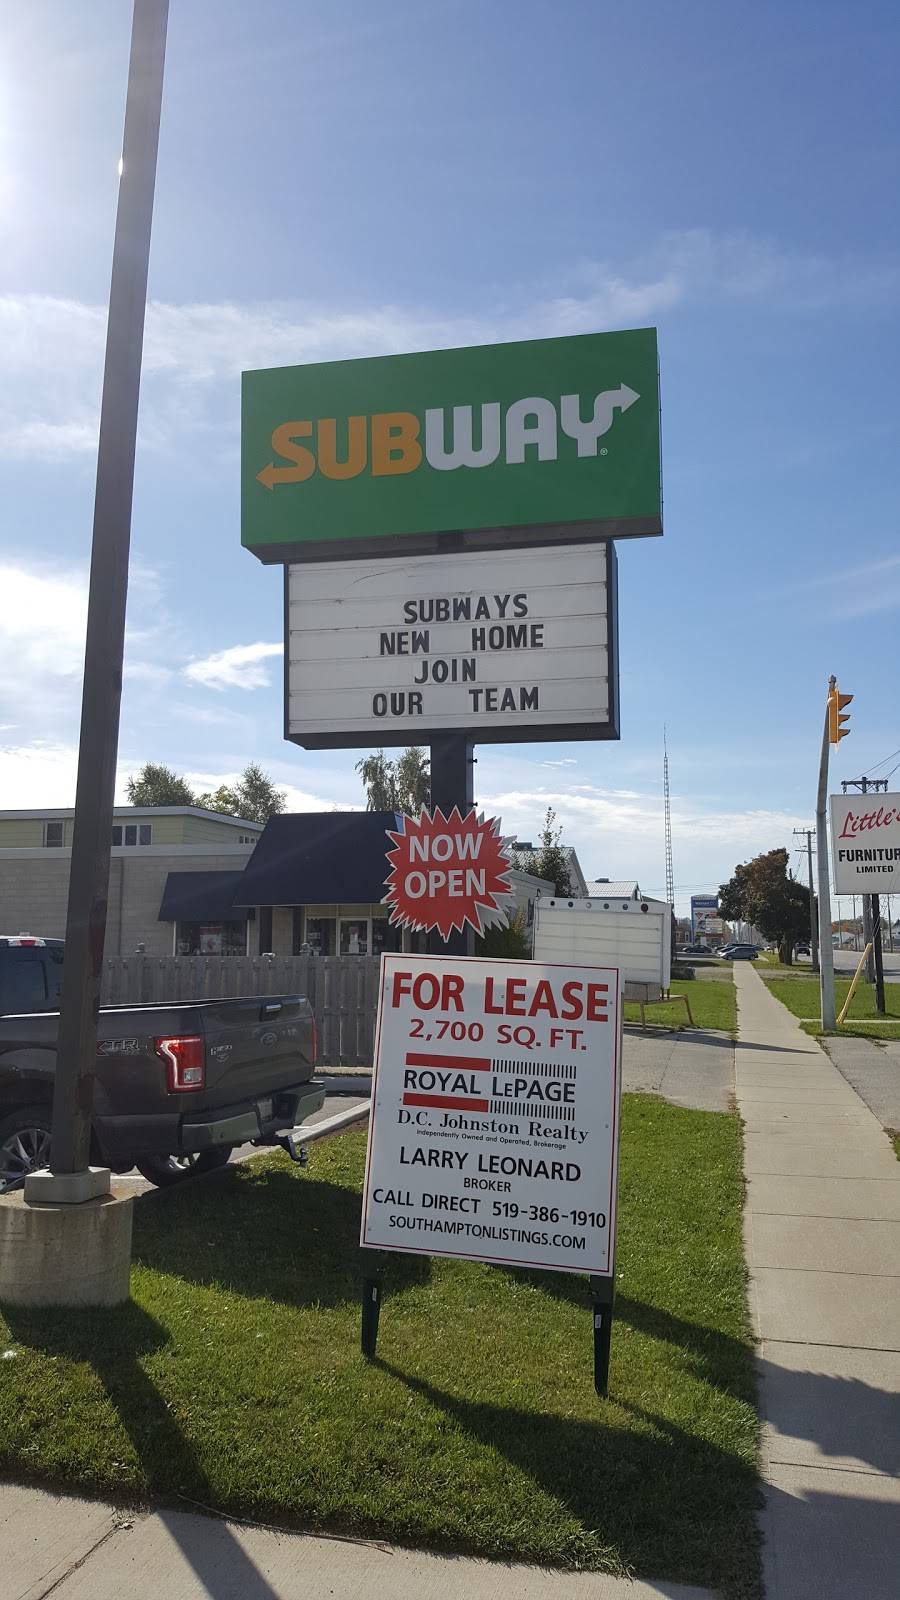 SUBWAY
SUBWAYS
NEW HOME
JOIN
OUR TEAM
NOW
OPEN
FOR LEASE
2,700 SQ. FT.
ROYAL LEPAGE
D.C. Johnston Realty
Independently Owned and Operated, Brokerage
LARRY LEONARD
BROKER
CALL DIRECT 519-386-1910
SOUTHAMPTONLISTINGS.COM
Little's
FURNITUR
LIMITED